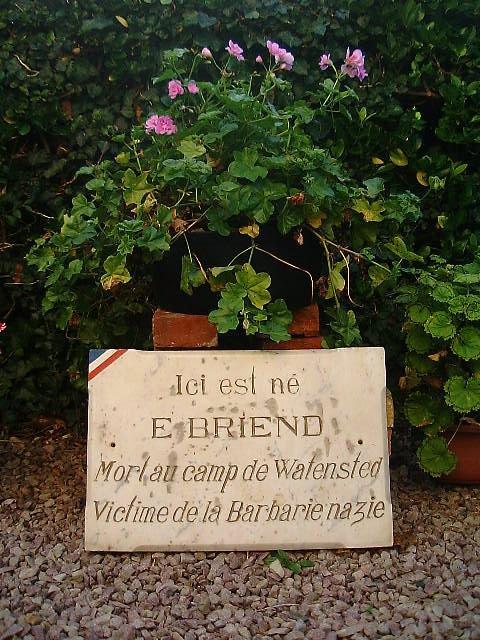 Ici est né
E BRIEND
Mort au camp de Watensted
Victime de la Barbarie nazie